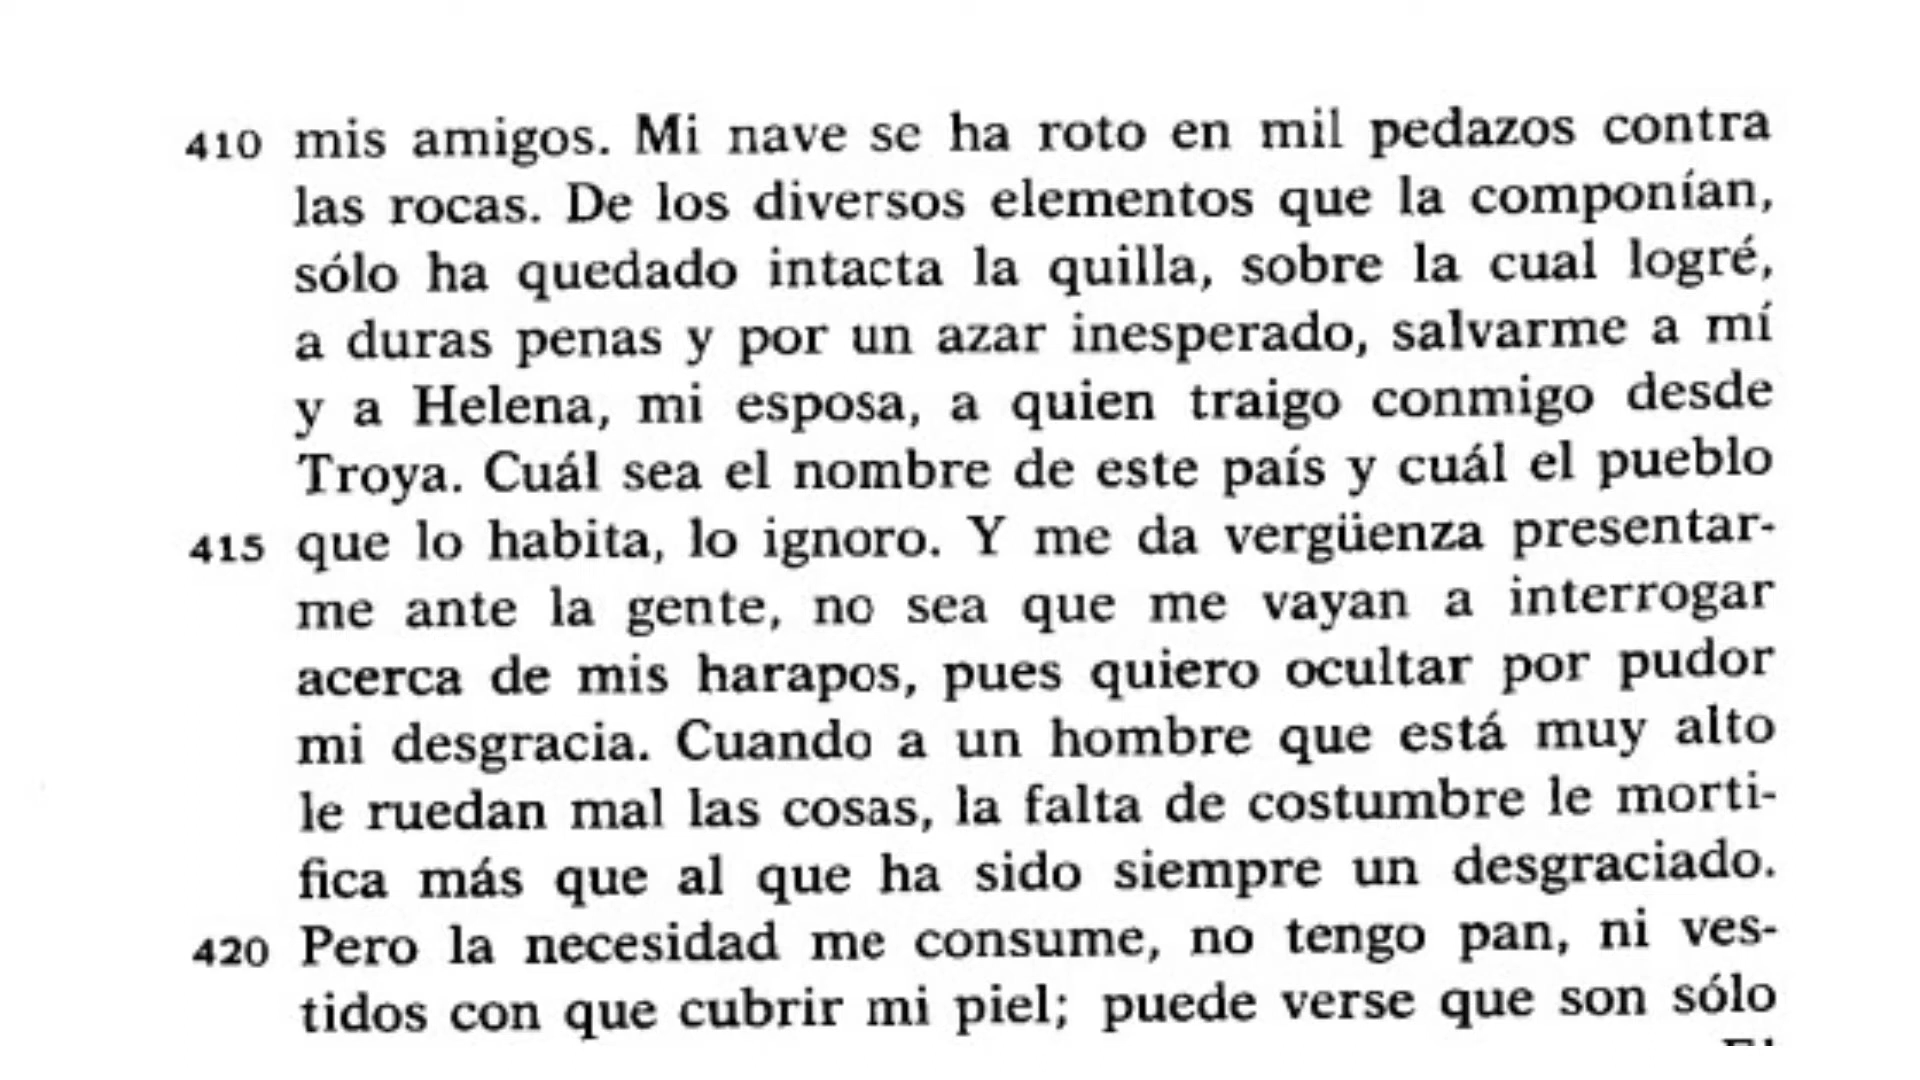 410 mis amigos. Mi nave se ha roto en mil pedazos contra
las rocas. De los diversos elementos que la componían,
sólo ha quedado intacta la quilla, sobre la cual logré,
a duras penas y por un azar inesperado, salvarme a mí
y a Helena, mi esposa, a quien traigo conmigo desde
Troya. Cuál sea el nombre de este país y cuál el pueblo
415 que lo habita, lo ignoro. Y me da vergüenza presentar-
me ante la gente, no sea que me vayan a interrogar
acerca de mis harapos, pues quiero ocultar por pudor
mi desgracia. Cuando a un hombre que está muy alto
le ruedan mal las cosas, la falta de costumbre le morti-
fica más que al que ha sido siempre un desgraciado.
420 Pero la necesidad me consume, no tengo pan, ni ves-
tidos con que cubrir mi piel; puede verse que son sólo